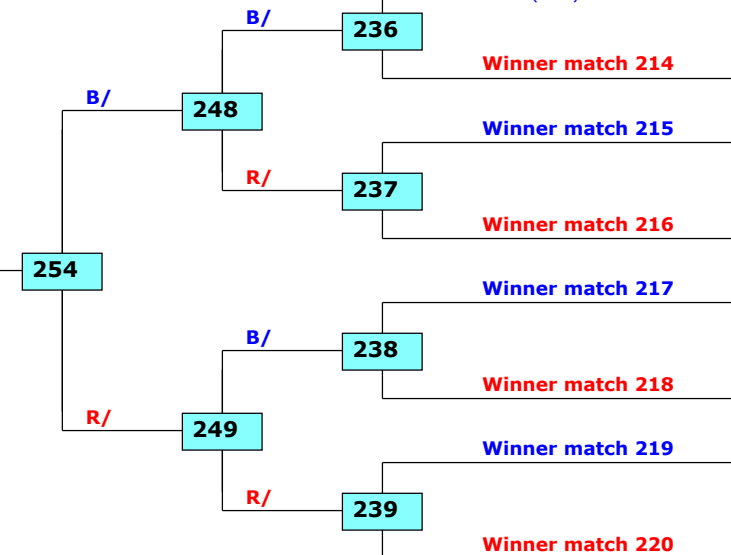 B/
236
Winner match 214
B/
248
Winner match 215
R/
237
Winner match 216
254
Winner match 217
B/
238
Winner match 218
R/
249
Winner match 219
R/
239
Winner match 220